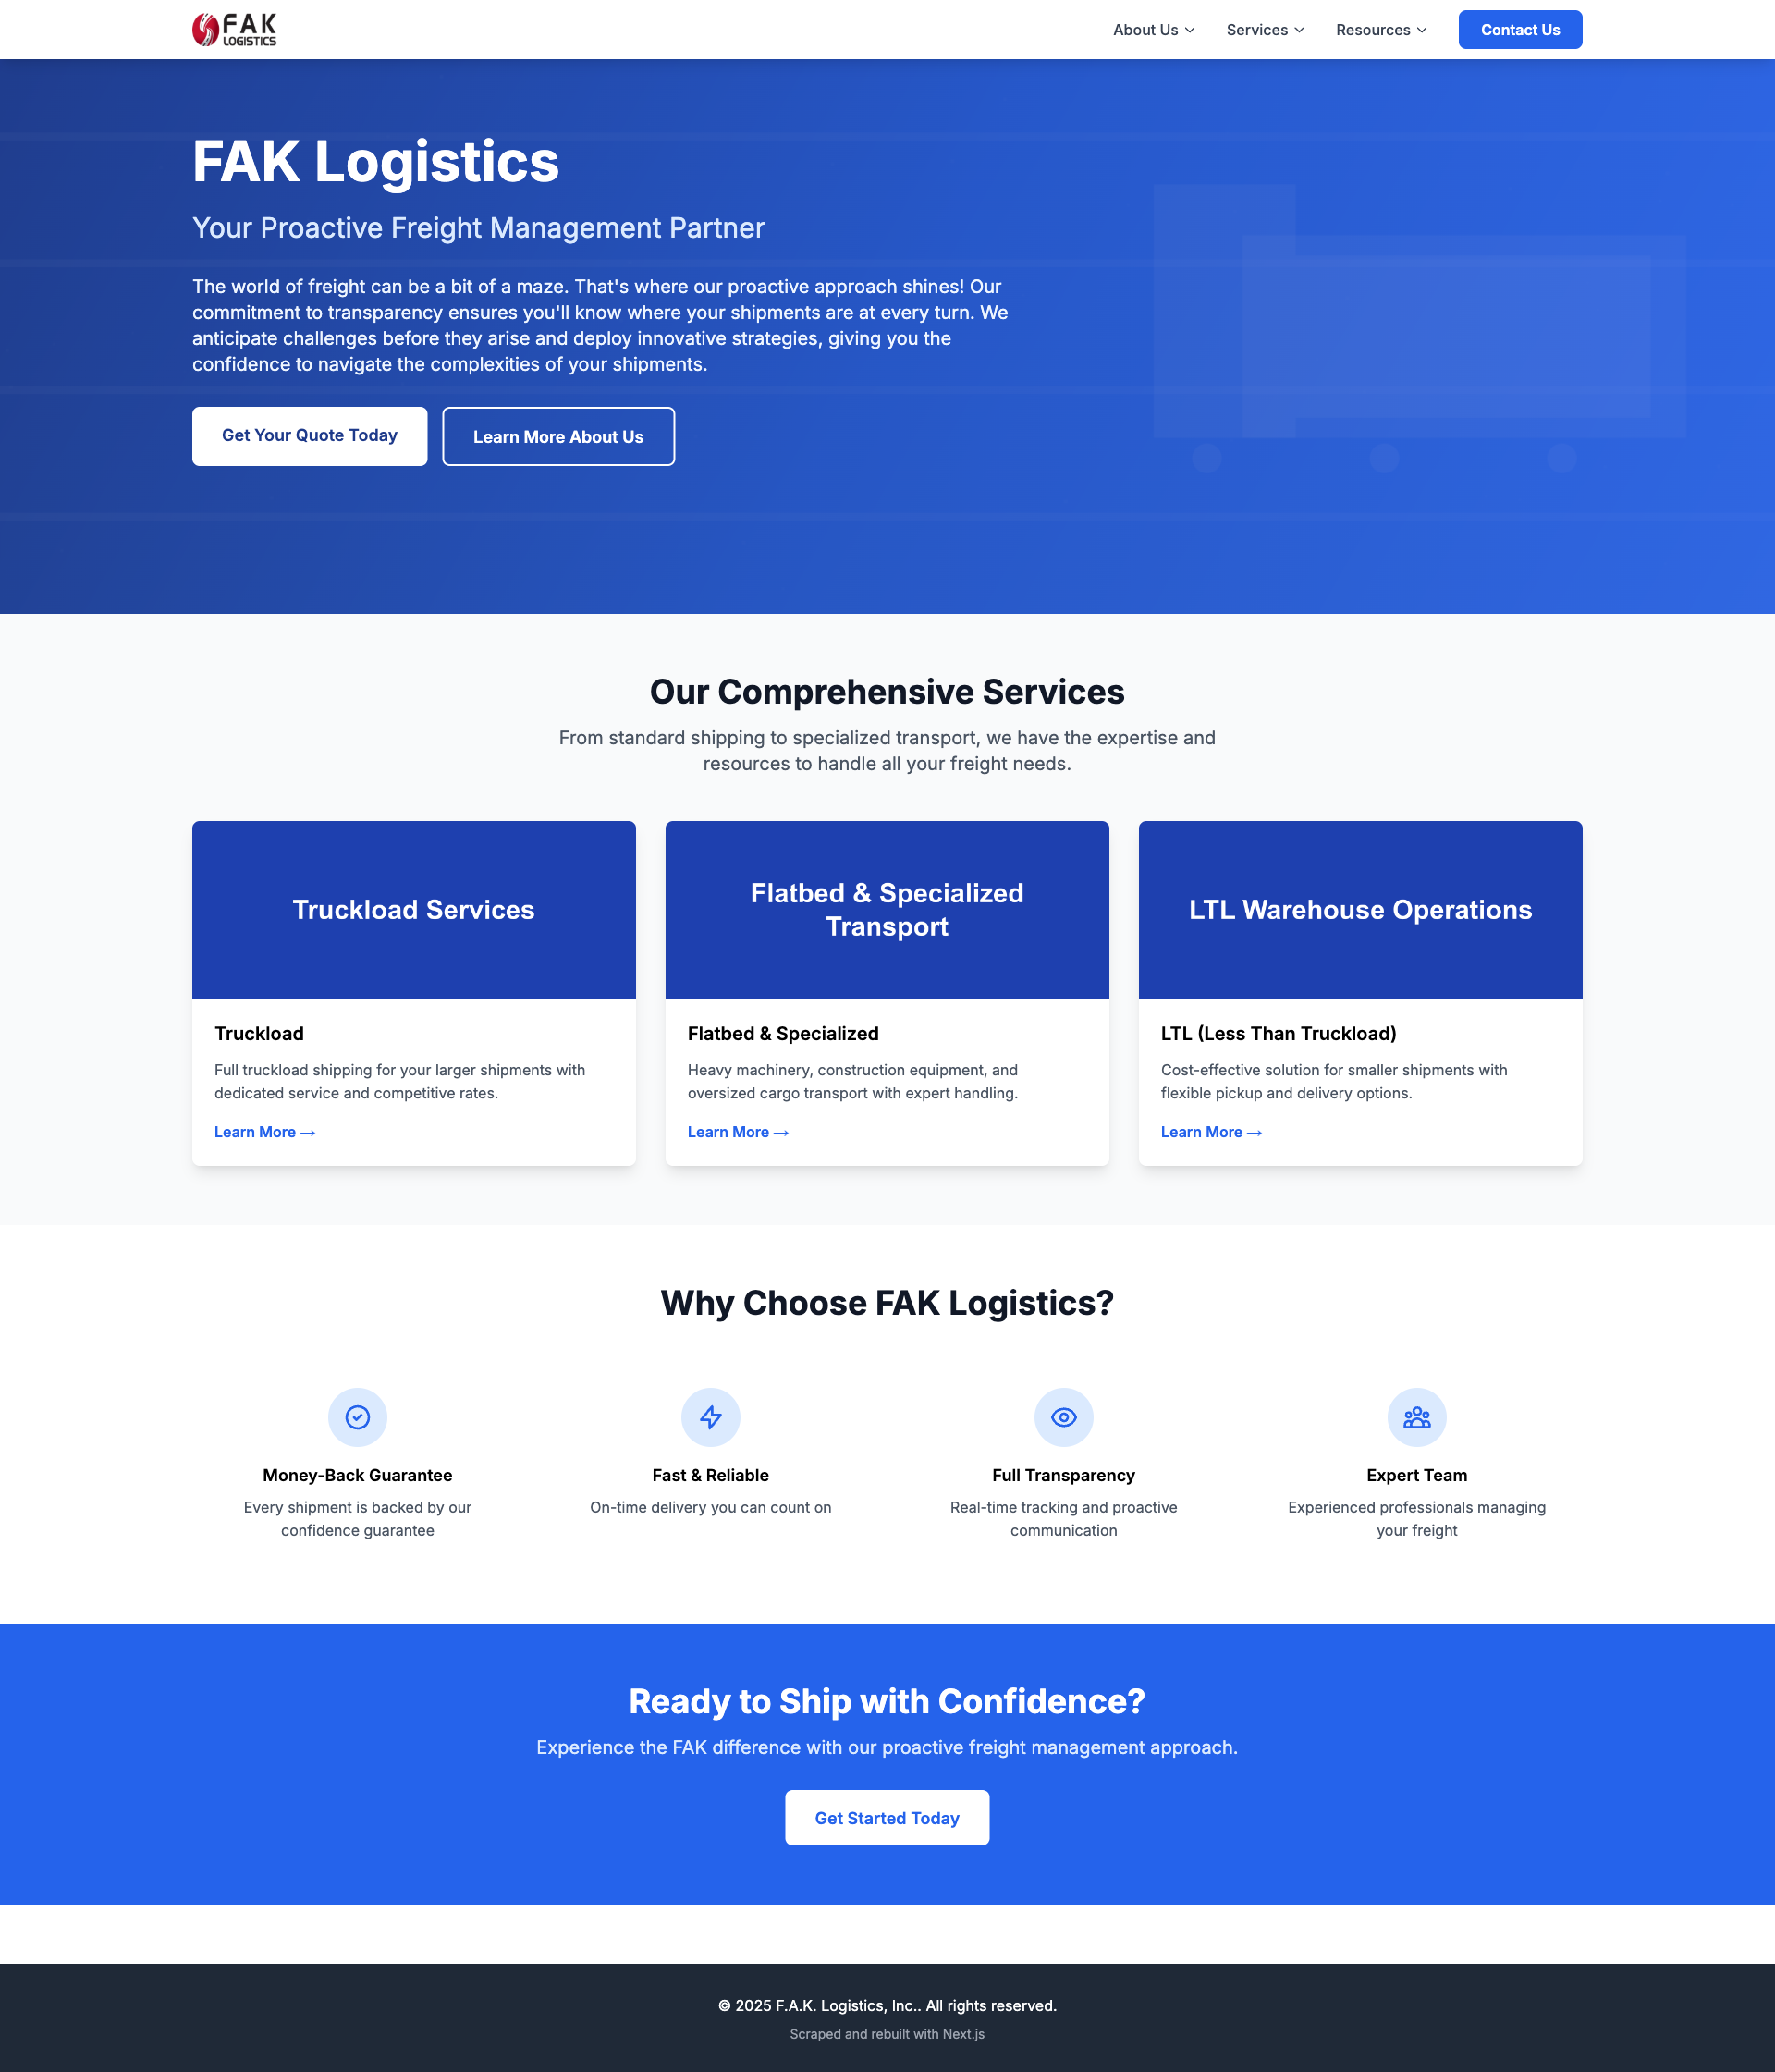 FAK
LOGISTICS
About Us
Services
Resources
Contact Us
FAK Logistics
Your Proactive Freight Management Partner
The world of freight can be a bit of a maze. That's where our proactive approach shines! Our
commitment to transparency ensures you'll know where your shipments are at every turn. We
anticipate challenges before they arise and deploy innovative strategies, giving you the
confidence to navigate the complexities of your shipments.
Get Your Quote Today
Learn More About Us
Our Comprehensive Services
From standard shipping to specialized transport, we have the expertise and
resources to handle all your freight needs.
Truckload Services
Truckload
Full truckload shipping for your larger shipments with
dedicated service and competitive rates.
Learn More →
Flatbed & Specialized
Transport
Flatbed & Specialized
Heavy machinery, construction equipment, and
oversized cargo transport with expert handling.
Learn More →
LTL Warehouse Operations
LTL (Less Than Truckload)
Cost-effective solution for smaller shipments with
flexible pickup and delivery options.
Learn More →
Why Choose FAK Logistics?
Money-Back Guarantee
Every shipment is backed by our
confidence guarantee
Fast & Reliable
On-time delivery you can count on
Full Transparency
Real-time tracking and proactive
communication
Expert Team
Experienced professionals managing
your freight
Ready to Ship with Confidence?
Experience the FAK difference with our proactive freight management approach.
Get Started Today
© 2025 F.A.K. Logistics, Inc.. All rights reserved.
Scraped and rebuilt with Next.js